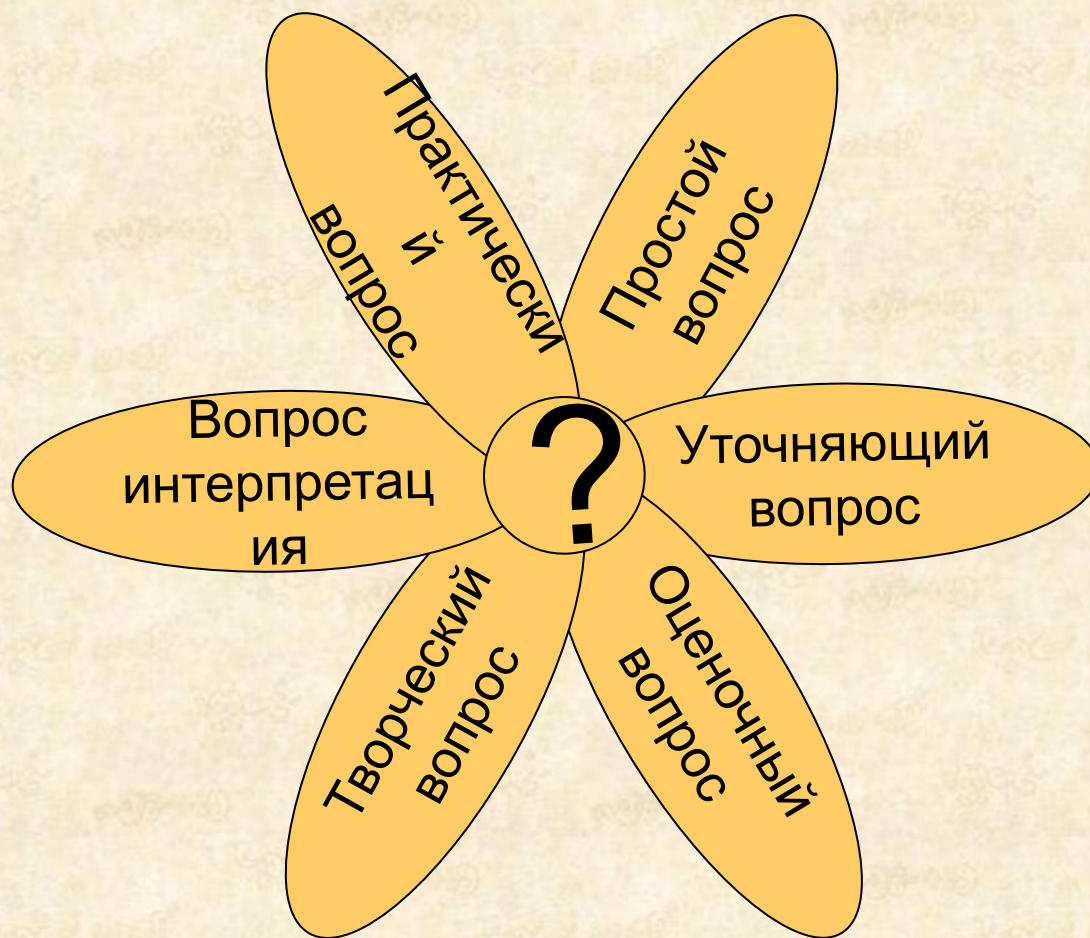 Практически
й
вопрос
Простой
вопрос
Вопрос
интерпретац
ия
?
Уточняющий
вопрос
Творческий
вопрос
Оценочный
вопрос